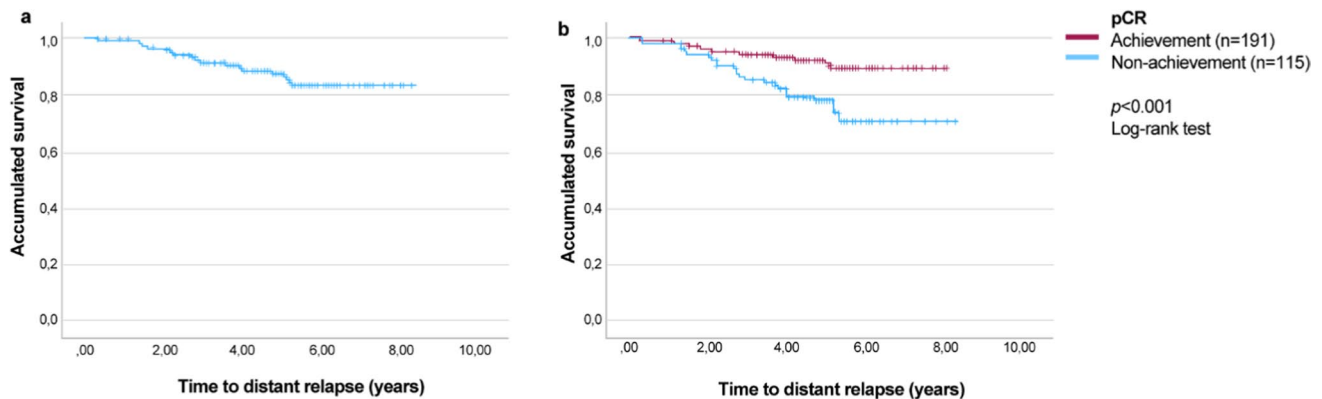 a
Accumulated survival
1,0
0,8
0,6
0,4
0,2
0,0
,00 2,00 4,00 6,00 8,00 10,00
Time to distant relapse (years)
b
Accumulated survival
1,0
0,8
0,6
0,4
0,2
0,0
,00 2,00 4,00 6,00 8,00 10,00
Time to distant relapse (years)
pCR
Achievement (n=191)
Non-achievement (n=115)
p<0.001
Log-rank test